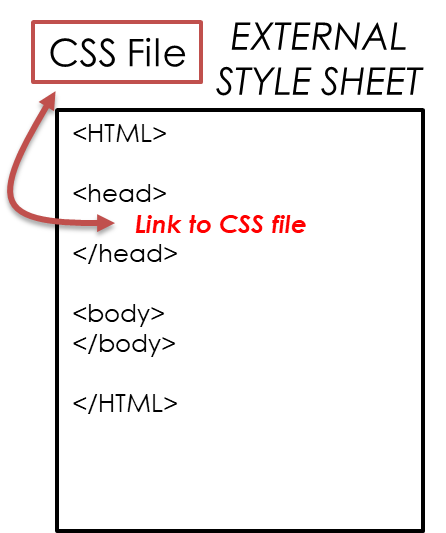 CSS File
EXTERNAL
STYLE SHEET
<HTML>
<head>
Link to CSS file
</head>
<body>
</body>
</HTML>